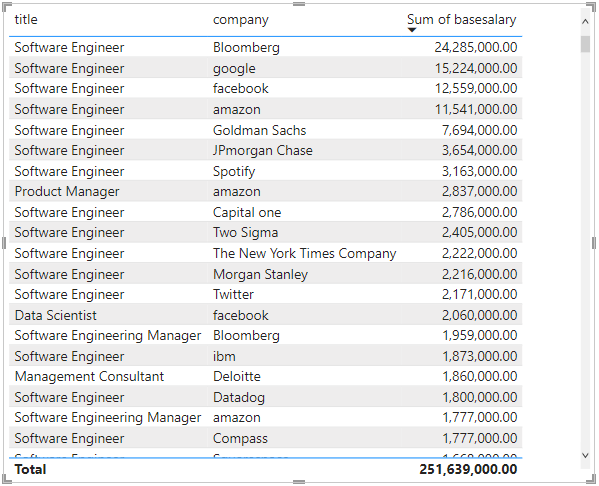 title company Sum of basesalary
Software Engineer Bloomberg 24,285,000.00
Software Engineer google 15,224,000.00
Software Engineer facebook 12,559,000.00
Software Engineer amazon 11,541,000.00
Software Engineer Goldman Sachs 7,694,000.00
Software Engineer JPmorgan Chase 3,654,000.00
Software Engineer Spotify 3,163,000.00
Product Manager amazon 2,837,000.00
Software Engineer Capital one 2,786,000.00
Software Engineer Two Sigma 2,405,000.00
Software Engineer The New York Times Company 2,222,000.00
Software Engineer Morgan Stanley 2,216,000.00
Software Engineer Twitter 2,171,000.00
Data Scientist facebook 2,060,000.00
Software Engineering Manager Bloomberg 1,959,000.00
Software Engineer ibm 1,873,000.00
Management Consultant Deloitte 1,860,000.00
Software Engineer Datadog 1,800,000.00
Software Engineering Manager amazon 1,777,000.00
Software Engineer Compass 1,777,000.00
Total 251,639,000.00